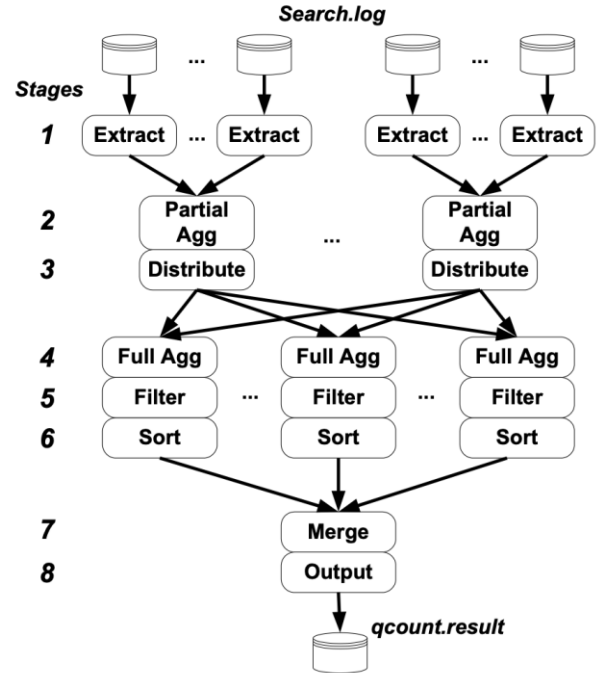 Search.log
... ...
Stages
1 Extract ... Extract Extract ... Extract
2 Partial Agg Partial Agg
...
3 Distribute Distribute
4 Full Agg Full Agg Full Agg
5 Filter ... Filter ... Filter
6 Sort Sort Sort
7 Merge
8 Output
qcount.result